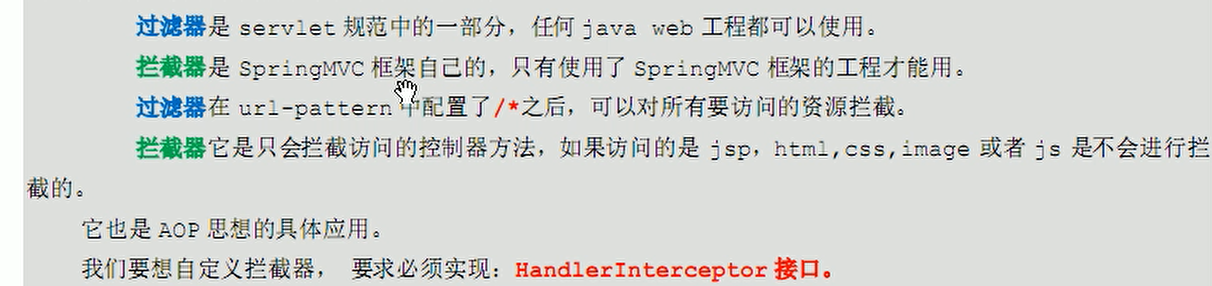 过滤器是 servlet 规范中的一部分，任何 java web 工程都可以使用。
拦截器是 SpringMVC 框架自己的，只有使用了 SpringMVC 框架的工程才能用。
过滤器在 url-pattern 中配置了/*之后，可以对所有要访问的资源拦截。
拦截器它是只会拦截访问的控制器方法，如果访问的是 jsp，html,css,image 或者 js 是不会进行拦
截的。
它也是 AOP 思想的具体应用。
我们要想自定义拦截器， 要求必须实现：HandlerInterceptor 接口。